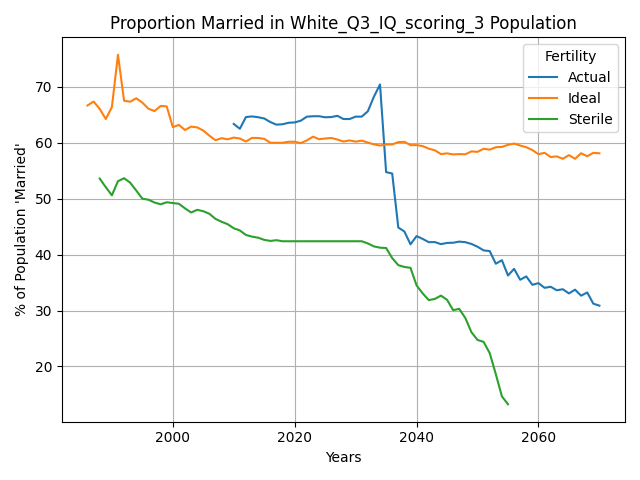 Proportion Married in White_Q3_IQ_scoring_3 Population
% of Population 'Married'
70
60
50
40
30
20
Fertility
Actual
Ideal
Sterile
2000
2020
2040
2060
Years